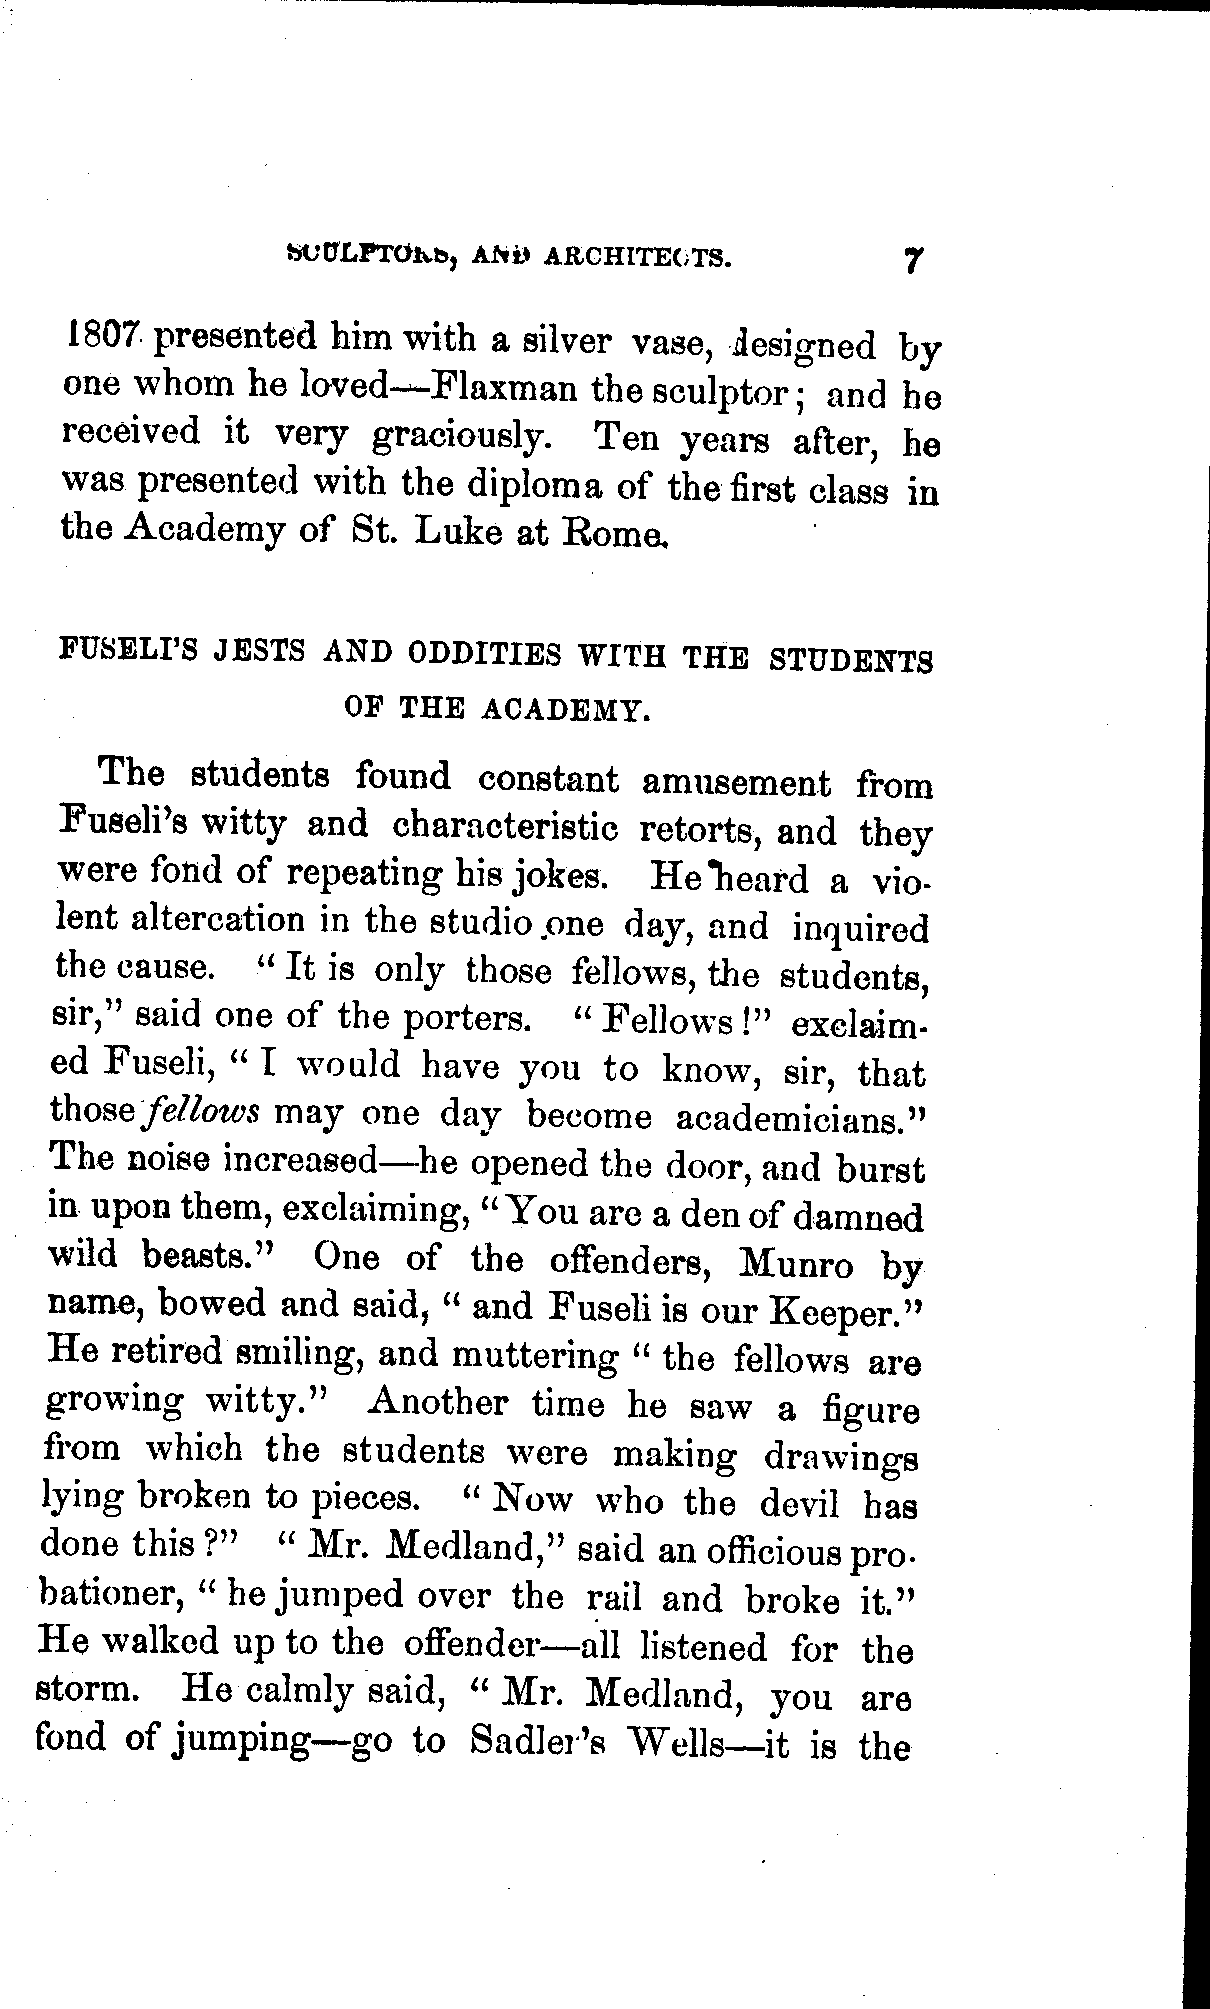 SCULPTORS, AND ARCHITECTS. 7
1807 presented him with a silver vase, designed by
one whom he loved—Flaxman the sculptor; and he
received it very graciously. Ten years after, he
was presented with the diploma of the first class in
the Academy of St. Luke at Rome.
FUSELI'S JESTS AND ODDITIES WITH THE STUDENTS
OF THE ACADEMY.
The students found constant amusement from
Fuseli's witty and characteristic retorts, and they
were fond of repeating his jokes. He heard a vio-
lent altercation in the studio one day, and inquired
the cause. "It is only those fellows, the students,
sir," said one of the porters. "Fellows!" exclaim-
ed Fuseli, "I would have you to know, sir, that
those fellows may one day become academicians."
The noise increased—he opened the door, and burst
in upon them, exclaiming, "You are a den of damned
wild beasts." One of the offenders, Munro by
name, bowed and said, "and Fuseli is our Keeper."
He retired smiling, and muttering "the fellows are
growing witty." Another time he saw a figure
from which the students were making drawings
lying broken to pieces. "Now who the devil has
done this?" "Mr. Medland," said an officious pro-
bationer, "he jumped over the rail and broke it."
He walked up to the offender—all listened for the
storm. He calmly said, "Mr. Medland, you are
fond of jumping—go to Sadler's Wells—it is the